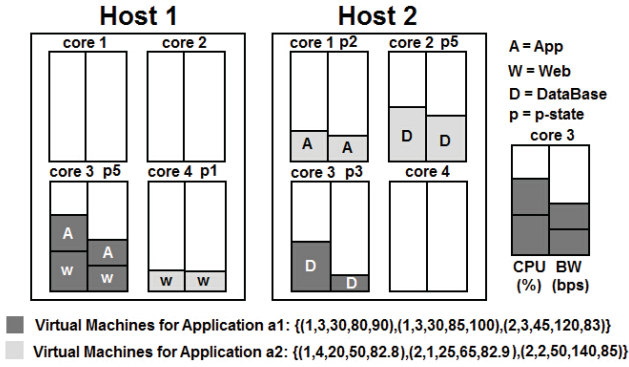 Host 1
Host 2
core 1
core 2
core 1 p2
core 2 p5
A = App
W = Web
D = DataBase
p = p-state
core 3
A
A
D
D
core 3 p5
core 4 p1
core 3 p3
core 4
A
A
W
W
W
W
D
D
CPU
(%)
BW
(bps)
Virtual Machines for Application a1: {(1,3,30,80,90),(1,3,30,85,100),(2,3,45,120,83)}
Virtual Machines for Application a2: {(1,4,20,50,82.8),(2,1,25,65,82.9),(2,2,50,140,85)}